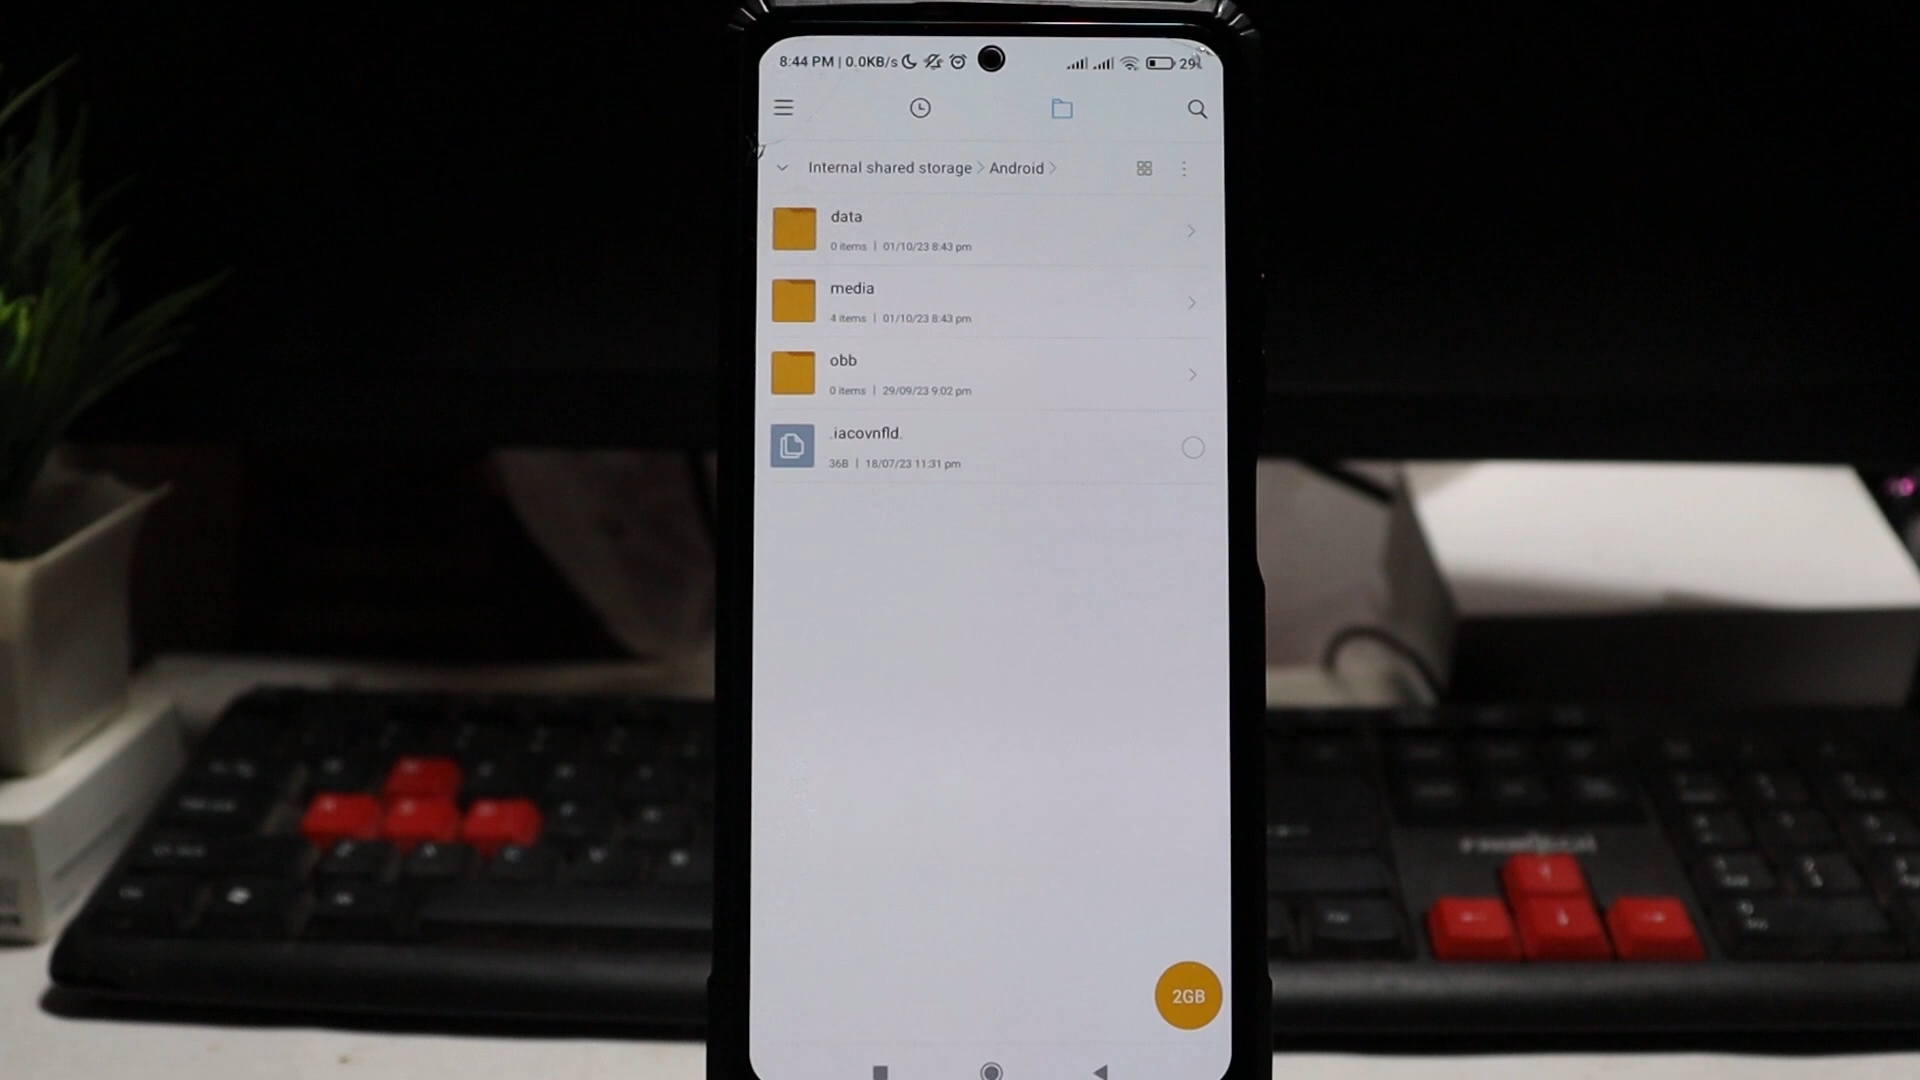 8:44 PM | 0.0KB/s 29
Internal shared storage > Android >
data
0 items | 01/10/23 8:43 pm
media
4 items | 01/10/23 8:43 pm
obb
0 items | 29/09/23 9:02 pm
.iacovnfld.
36B | 18/07/23 11:31 pm
2GB